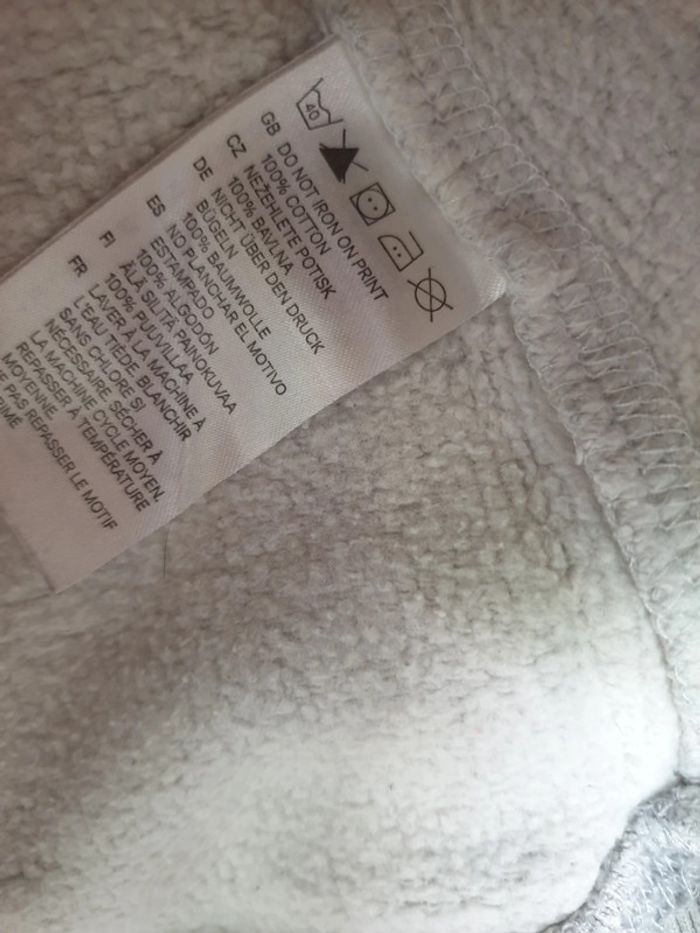 40
GB DO NOT IRON ON PRINT
100% COTTON
CZ NEŽEHLETE POTISK
100% BAVLNA
DE NICHT ÜBER DEN DRUCK
BÜGELN
100% BAUMWOLLE
ES NO PLANCHAR EL MOTIVO
ESTAMPADO
100% ALGODÓN
FI ÄLÄ SILITÄ PAINOKUVAA
100% PUUVILLAA
FR LAVER À LA MACHINE À
L'EAU TIÈDE. BLANCHIR
SANS CHLORE SI
NÉCESSAIRE. SÉCHER À
LA MACHINE CYCLE MOYEN.
REPASSER À TEMPÉRATURE
MOYENNE.
PAS REPASSER LE MOTIF